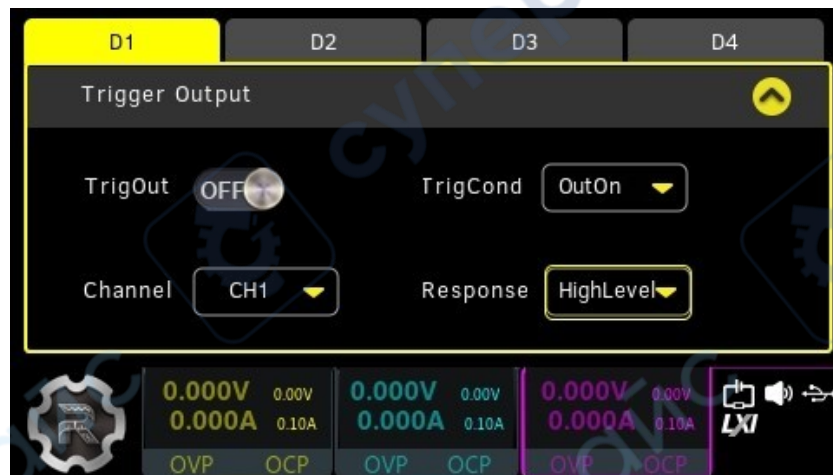 D1 D2 D3 D4
Trigger Output
TrigOut OFF TrigCond OutOn
Channel CH1 Response HighLevel
0.000V 0.00V 0.000V 0.00V 0.000V 0.00V
0.000A 0.10A 0.000A 0.10A 0.000A 0.10A
LXI
OVP OCP OVP OCP OVP OCP
R